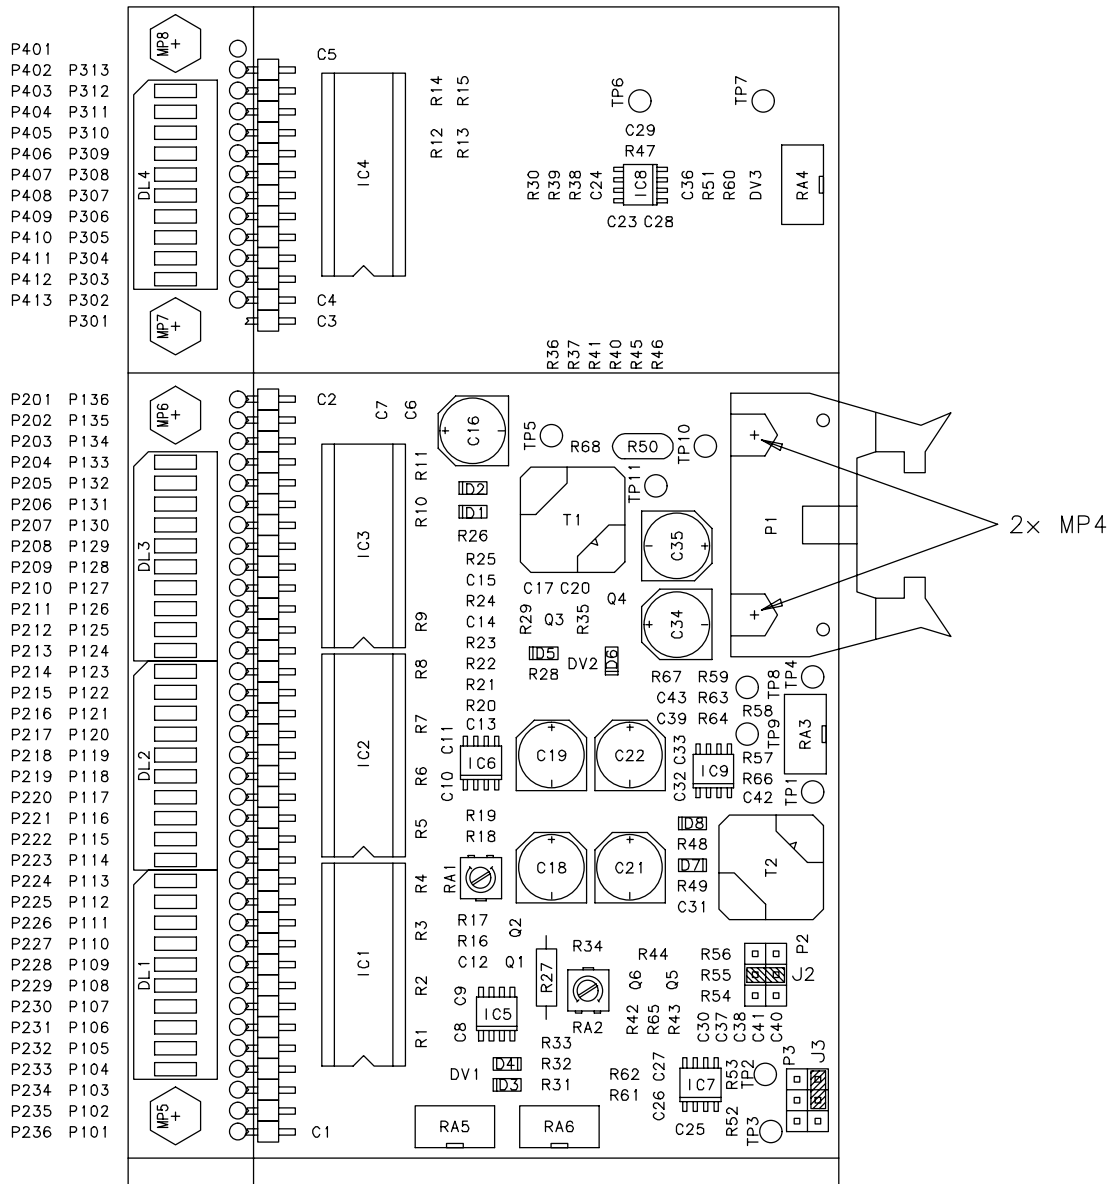 P401 MP8 C5
P402 P313
P403 P312 R14 R15 TP6 TP7
P404 P311
P405 P310 R12 R13 C29
P406 P309 R47
P407 P308 DL4 IC4 R30 R39 R38 C24 IC8 C36 R51 R60 DV3 RA4
P408 P307
P409 P306 C23 C28
P410 P305
P411 P304
P412 P303
P413 P302 C4
P301 MP7 C3
R36 R37 R41 R40 R45 R46
P201 P136 MP6 C2 C7 C6
P202 P135
P203 P134 C16 TP5 R68 R50 TP10
P204 P133 R11
P205 P132 D2 TP11
P206 P131 R10 D1
P207 P130 T1 P1 2x MP4
P208 P129 DL3 IC3 R26 C35
P209 P128 R25
P210 P127 C15 C17 C20
P211 P126 R24 Q4
P212 P125 R9 C14 R29 Q3 R35 C34
P213 P124 R23 D5 D6
P214 P123 R8 R22 R28 DV2 R67 R59 TP8 TP4
P215 P122 R21 C43 R63
P216 P121 R20 C39 R64 R58
P217 P120 R7 C13 TP9 RA3
P218 P119 DL2 IC2 C11 IC6 C19 C22 C33 IC9 R57
P219 P118 R6 C10 C32 R66
P220 P117 C42 TP1
P221 P116 R19 D8
P222 P115 R5 R18 R48
P223 P114 C18 C21 D7 T2
P224 P113 R4 RA1 R49
P225 P112 C31
P226 P111 R3 R17 Q2
P227 P110 R16 R34 R44 R56 P2
P228 P109 C12 Q1 R27 R55 J2
P229 P108 DL1 IC1 R2 Q6 Q5 R54
P230 P107 C9 IC5
P231 P106 R1 C8 RA2 R42 R65 R43 C30 C37 C38 C41 C40
P232 P105 R33 P3 J3
P233 P104 DV1 D4 R32 R62 C27 IC7 R53 TP2
P234 P103 D3 R31 R61
P235 P102 MP5 C26
P236 P101 C1 RA5 RA6 C25 R52 TP3